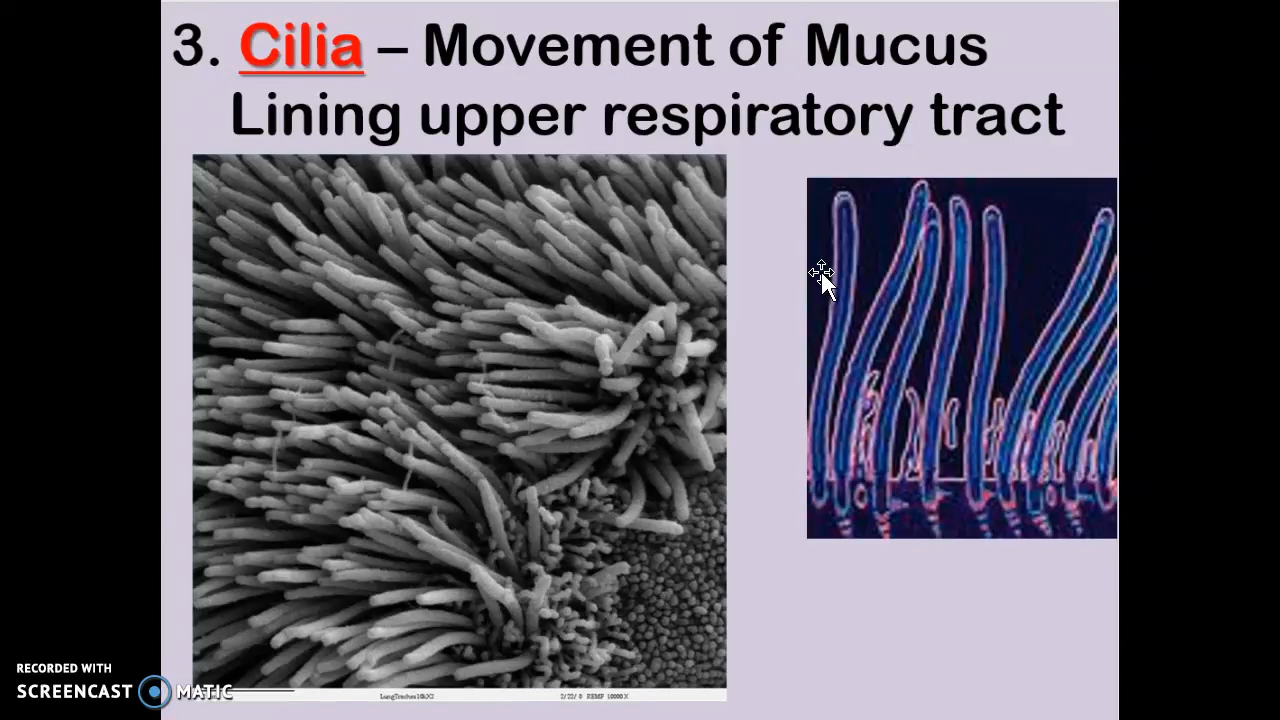 3. Cilia – Movement of Mucus
Lining upper respiratory tract
RECORDED WITH
SCREENCAST MATIC